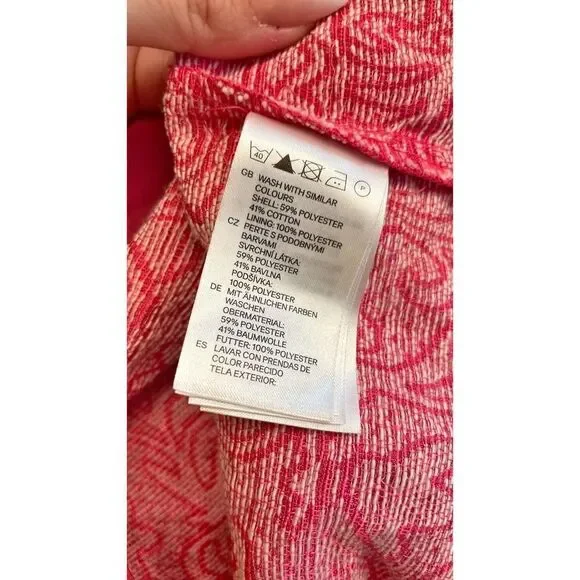 40
P
GB WASH WITH SIMILAR
COLOURS
SHELL: 59% POLYESTER
41% COTTON
LINING: 100% POLYESTER
CZ PERTE S PODOBNÝMI
BARVAMI
SVRCHNÍ LÁTKA:
59% POLYESTER
41% BAVLNA
PODŠÍVKA:
100% POLYESTER
DE MIT ÄHNLICHEN FARBEN
WASCHEN
OBERMATERIAL:
59% POLYESTER
41% BAUMWOLLE
FUTTER: 100% POLYESTER
ES LAVAR CON PRENDAS DE
COLOR PARECIDO
TELA EXTERIOR: